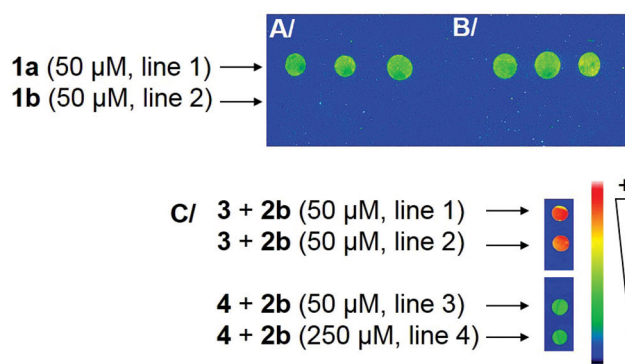 A/ B/
1a (50 µM, line 1)
1b (50 µM, line 2)
C/ 3 + 2b (50 µM, line 1)
3 + 2b (50 µM, line 2)
4 + 2b (50 µM, line 3)
4 + 2b (250 µM, line 4)
+